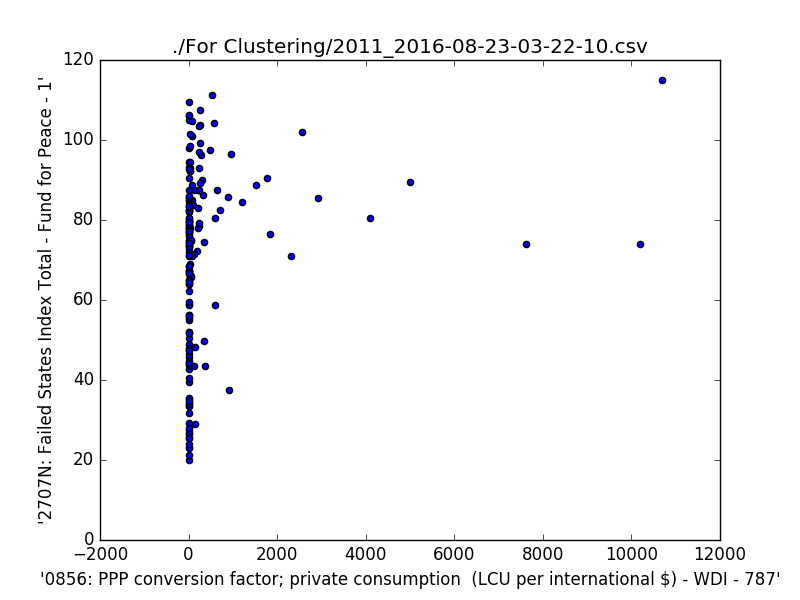 ./For Clustering/2011_2016-08-23-03-22-10.csv
'2707N: Failed States Index Total - Fund for Peace - 1'
120
100
80
60
40
20
0
−2000 0 2000 4000 6000 8000 10000 12000
'0856: PPP conversion factor; private consumption  (LCU per international $) - WDI - 787'